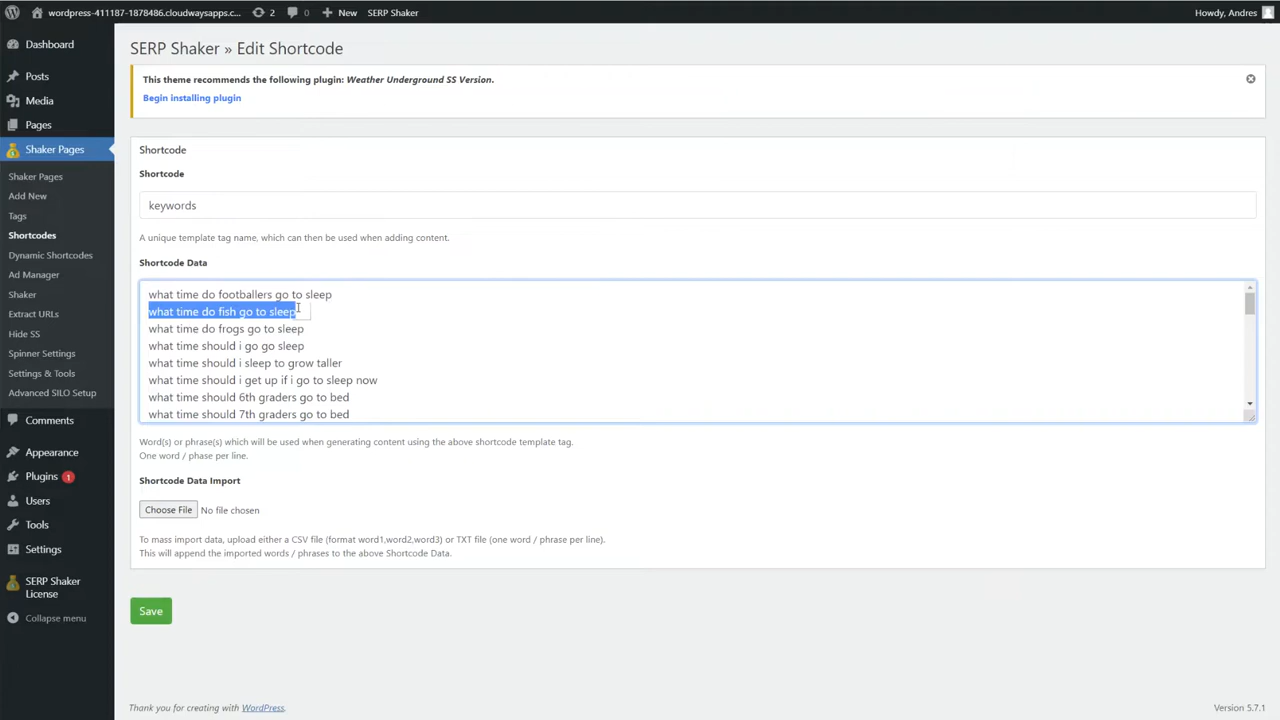 wordpress-411187-1878486.cloudwaysapps.c... 2 0 New SERP Shaker Howdy, Andres
Dashboard
Posts
Media
Pages
Shaker Pages
Shaker Pages
Add New
Tags
Shortcodes
Dynamic Shortcodes
Ad Manager
Shaker
Extract URLs
Hide SS
Spinner Settings
Settings & Tools
Advanced SILO Setup
Comments
Appearance
Plugins 1
Users
Tools
Settings
SERP Shaker
License
Collapse menu
SERP Shaker » Edit Shortcode
This theme recommends the following plugin: Weather Underground SS Version.
Begin installing plugin
Shortcode
Shortcode
keywords
A unique template tag name, which can then be used when adding content.
Shortcode Data
what time do footballers go to sleep
what time do fish go to sleep
what time do frogs go to sleep
what time should i go go sleep
what time should i sleep to grow taller
what time should i get up if i go to sleep now
what time should 6th graders go to bed
what time should 7th graders go to bed
Word(s) or phrase(s) which will be used when generating content using the above shortcode template tag.
One word / phase per line.
Shortcode Data Import
Choose File No file chosen
To mass import data, upload either a CSV file (format word1,word2,word3) or TXT file (one word / phrase per line).
This will append the imported words / phrases to the above Shortcode Data.
Save
Thank you for creating with WordPress. Version 5.7.1